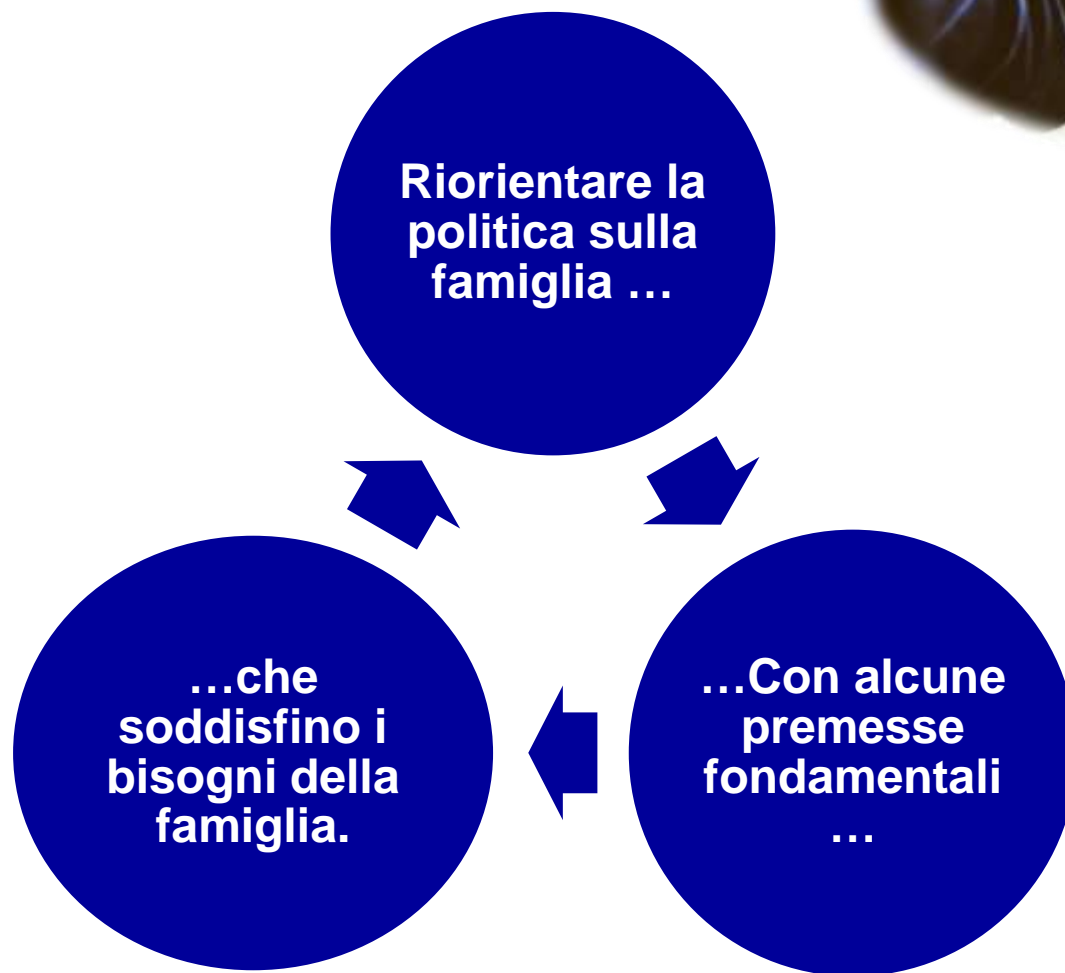 Riorientare la
politica sulla
famiglia …
…Con alcune
premesse
fondamentali
…
…che
soddisfino i
bisogni della
famiglia.